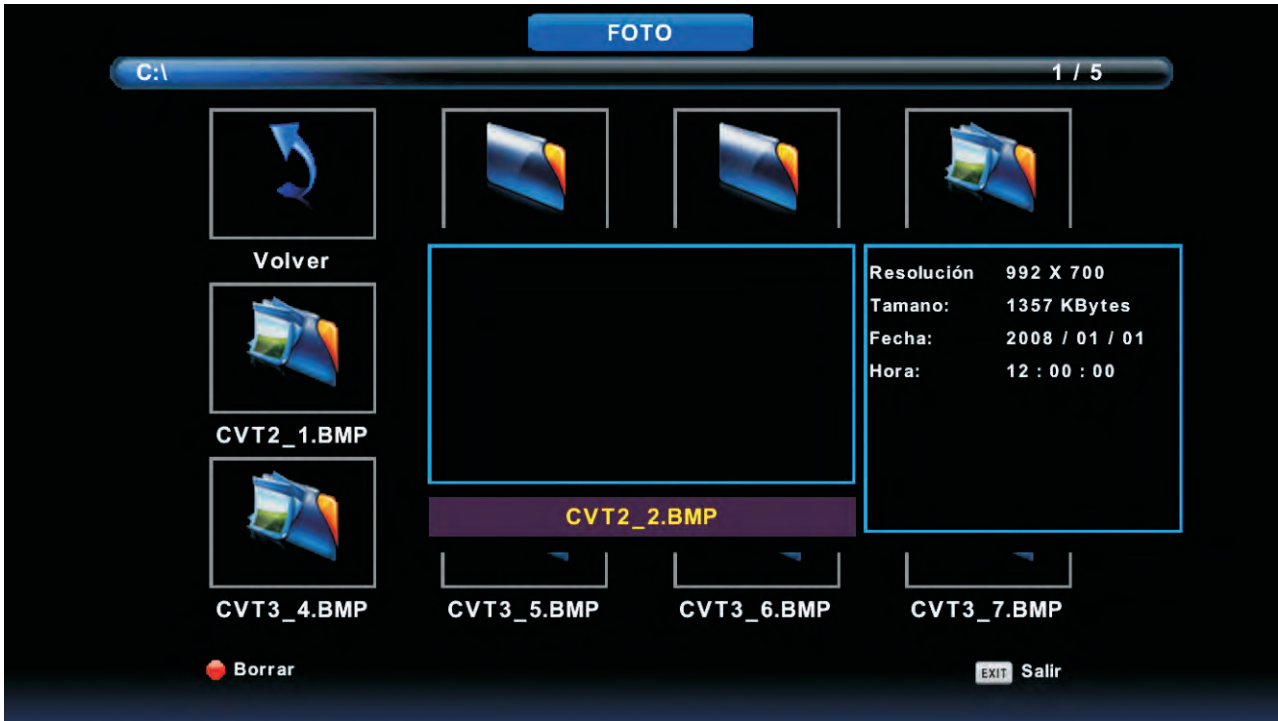 FOTO
C:\ 1 / 5
Volver
Resolución 992 X 700
Tamano: 1357 KBytes
Fecha: 2008 / 01 / 01
Hora: 12 : 00 : 00
CVT2_1.BMP
CVT2_2.BMP
CVT3_4.BMP CVT3_5.BMP CVT3_6.BMP CVT3_7.BMP
Borrar EXIT Salir